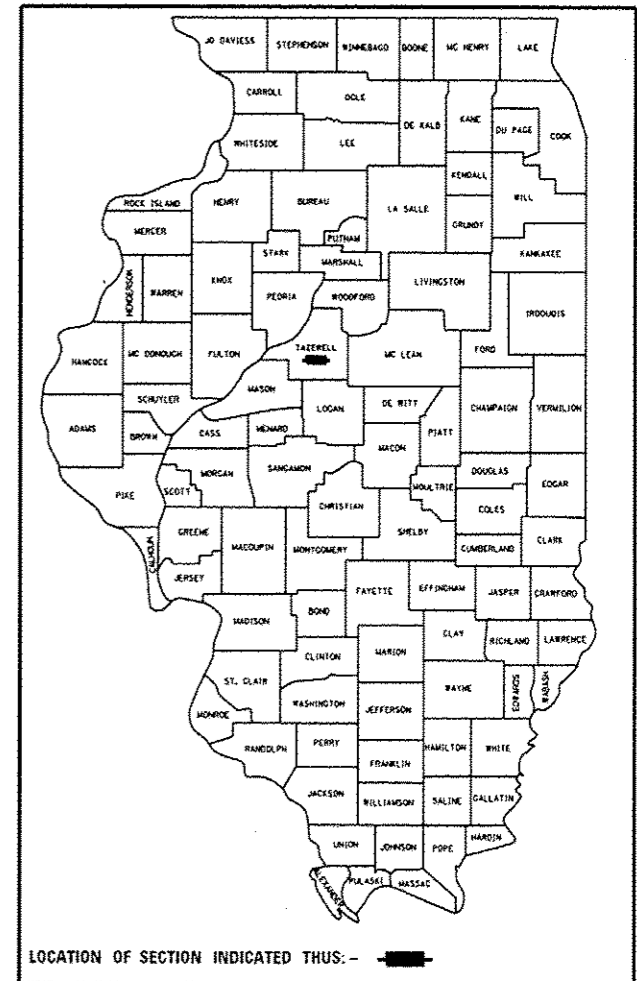 JO DAVIESS STEPHENSON WINNEBAGO BOONE MC HENRY LAKE
CARROLL OGLE DE KALB KANE DU PAGE COOK
WHITESIDE LEE KENDALL WILL
ROCK ISLAND HENRY BUREAU LA SALLE GRUNDY
MERCER PUTNAM KANKAKEE
STARK MARSHALL
HENDERSON WARREN KNOX PEORIA WOODFORD LIVINGSTON IROQUOIS
HANCOCK MC DONOUGH FULTON TAZEWELL MC LEAN FORD
SCHUYLER MASON LOGAN DE WITT CHAMPAIGN VERMILION
ADAMS BROWN CASS MENARD MACON PIATT
PIKE SCOTT MORGAN SANGAMON CHRISTIAN MOULTRIE DOUGLAS EDGAR
COLES
CALHOUN GREENE MACOUPIN MONTGOMERY SHELBY CUMBERLAND CLARK
JERSEY FAYETTE EFFINGHAM JASPER CRAWFORD
MADISON BOND CLAY RICHLAND LAWRENCE
CLINTON MARION
ST. CLAIR WAYNE EDWARDS WABASH
MONROE WASHINGTON JEFFERSON
RANDOLPH PERRY HAMILTON WHITE
FRANKLIN
JACKSON WILLIAMSON SALINE GALLATIN
UNION JOHNSON POPE HARDIN
ALEXANDER PULASKI MASSAC
LOCATION OF SECTION INDICATED THUS:-